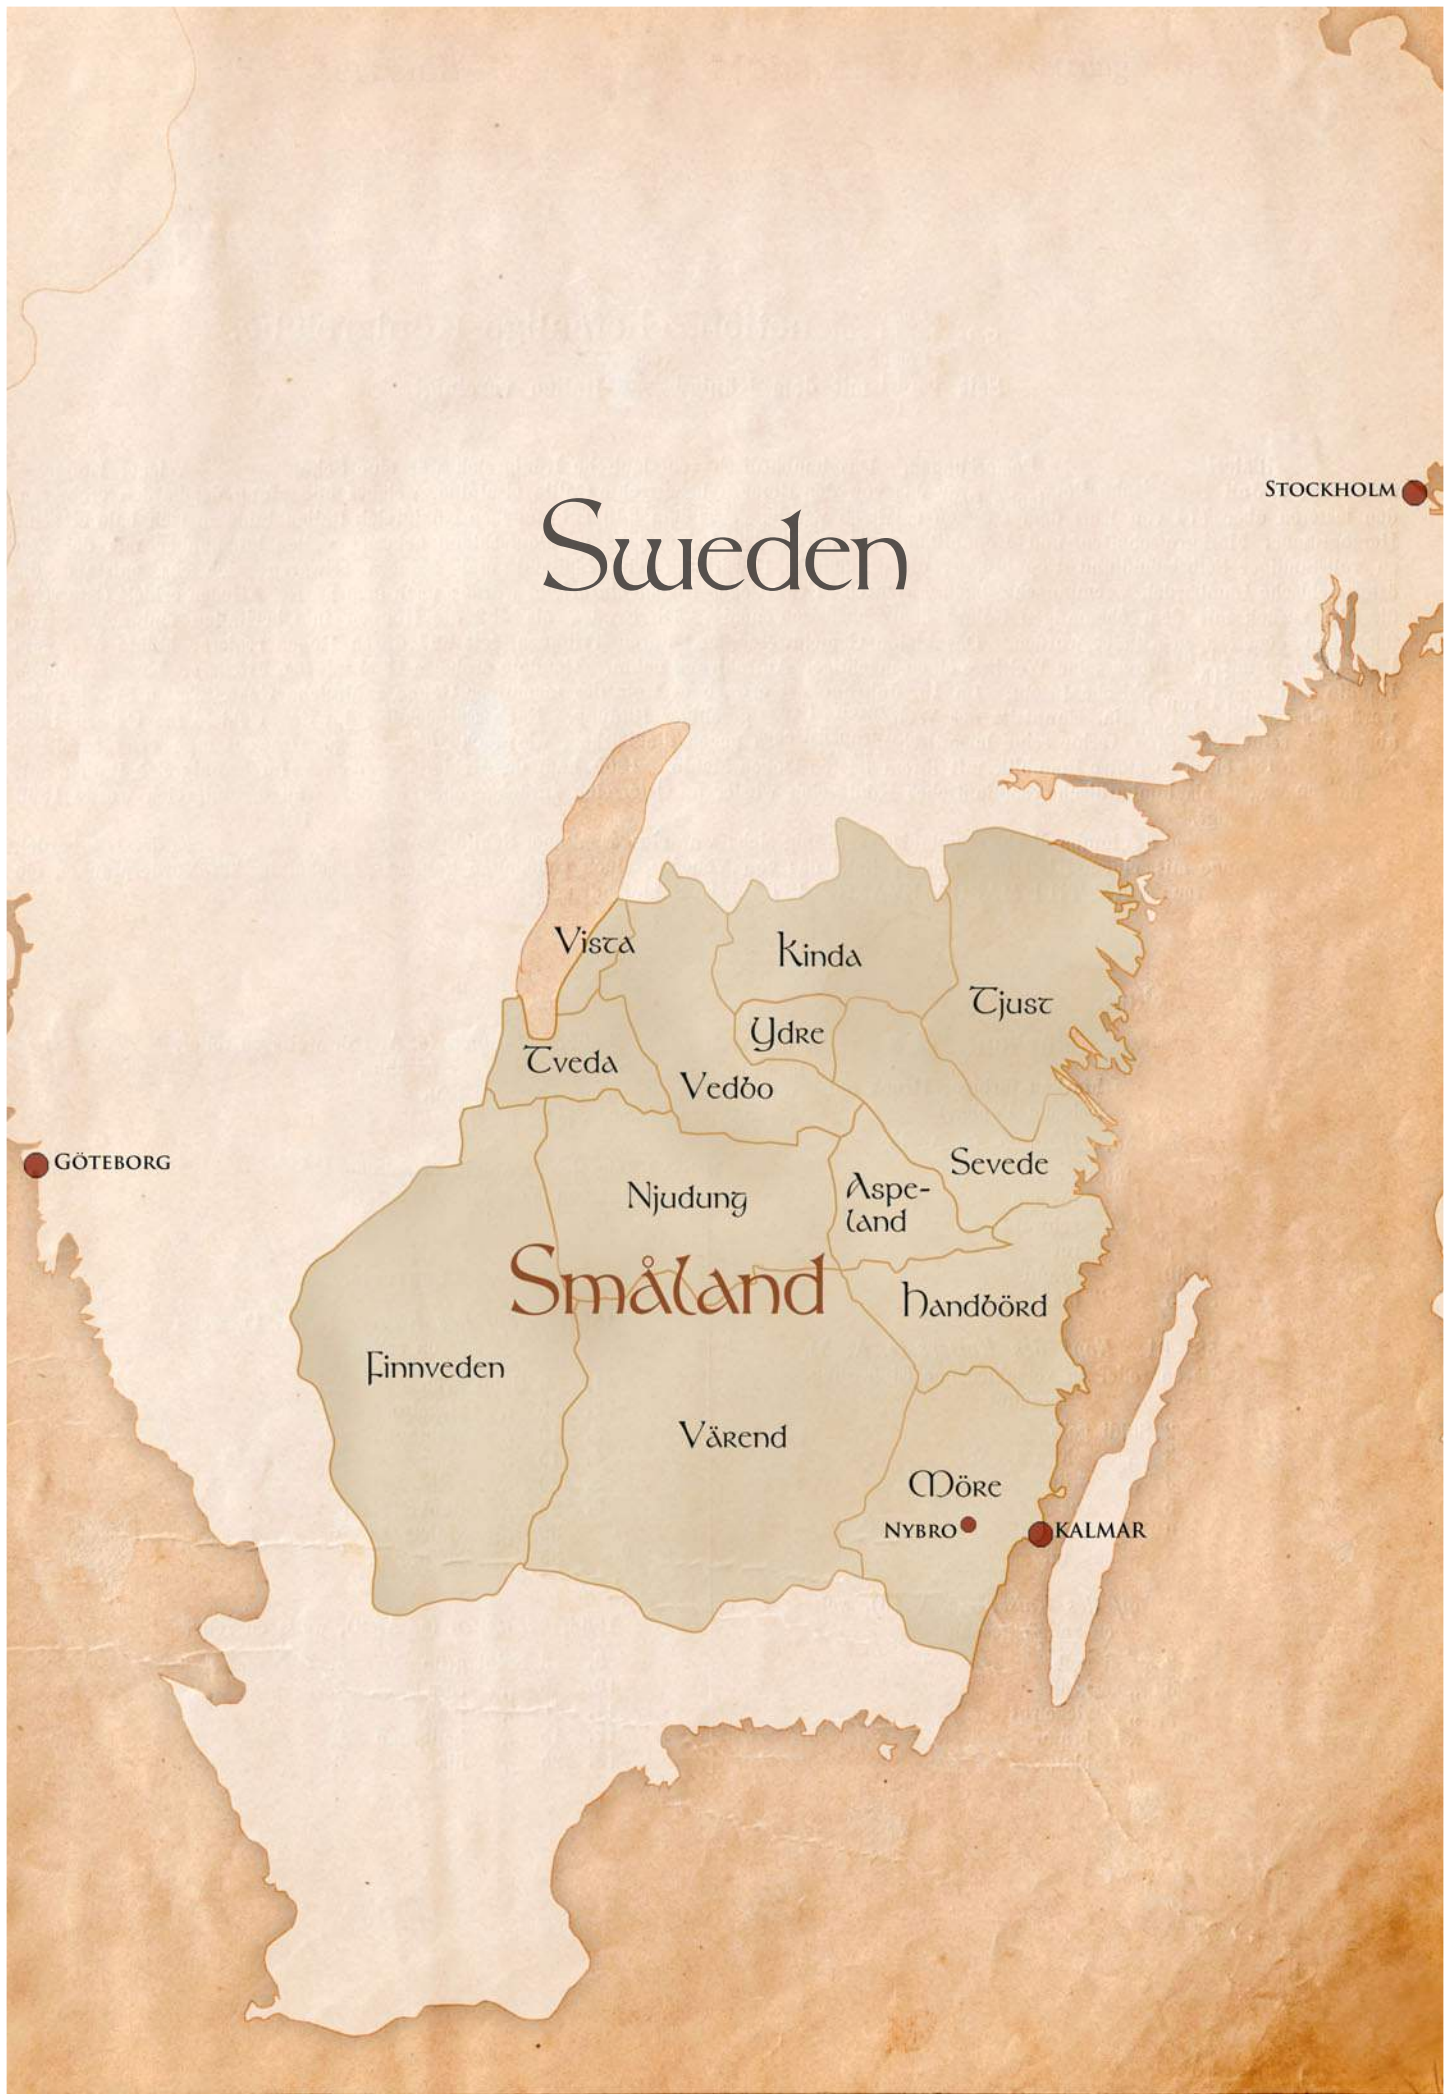 STOCKHOLM
Sweden
Vista
Kinda
Tjust
Ydre
Tveda
Vedbo
GÖTEBORG
Sevede
Njudung
Aspe-
land
Småland
Handbörd
Finnveden
Värend
Möre
NYBRO
KALMAR